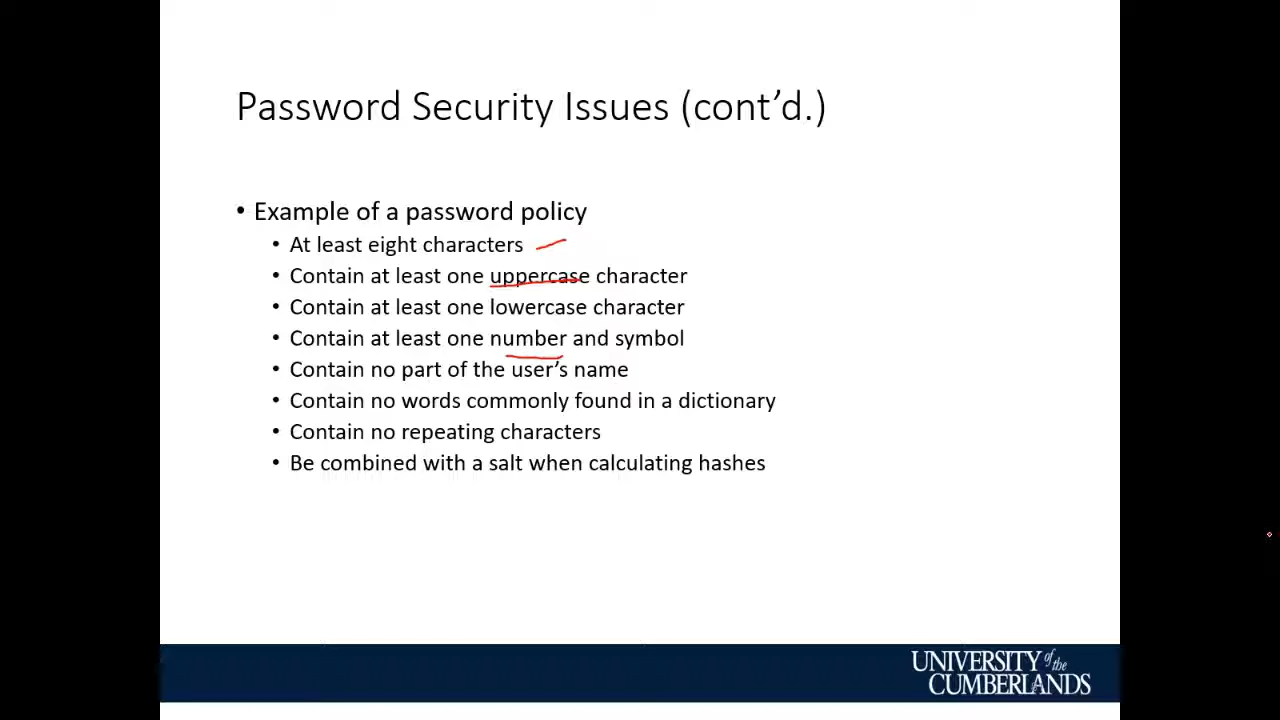 Password Security Issues (cont’d.)
• Example of a password policy
• At least eight characters
• Contain at least one uppercase character
• Contain at least one lowercase character
• Contain at least one number and symbol
• Contain no part of the user’s name
• Contain no words commonly found in a dictionary
• Contain no repeating characters
• Be combined with a salt when calculating hashes
UNIVERSITY of the
CUMBERLANDS